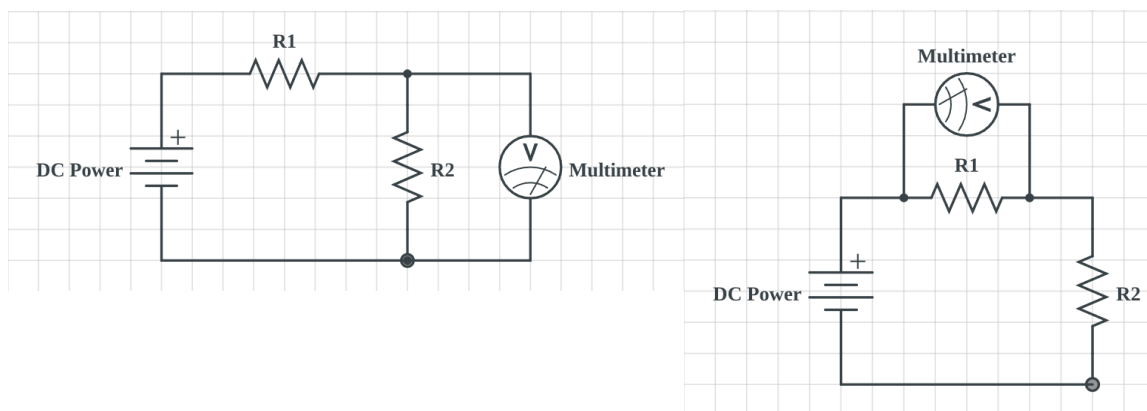 R1
+
DC Power
R2
V
Multimeter
Multimeter
V
R1
+
DC Power
R2